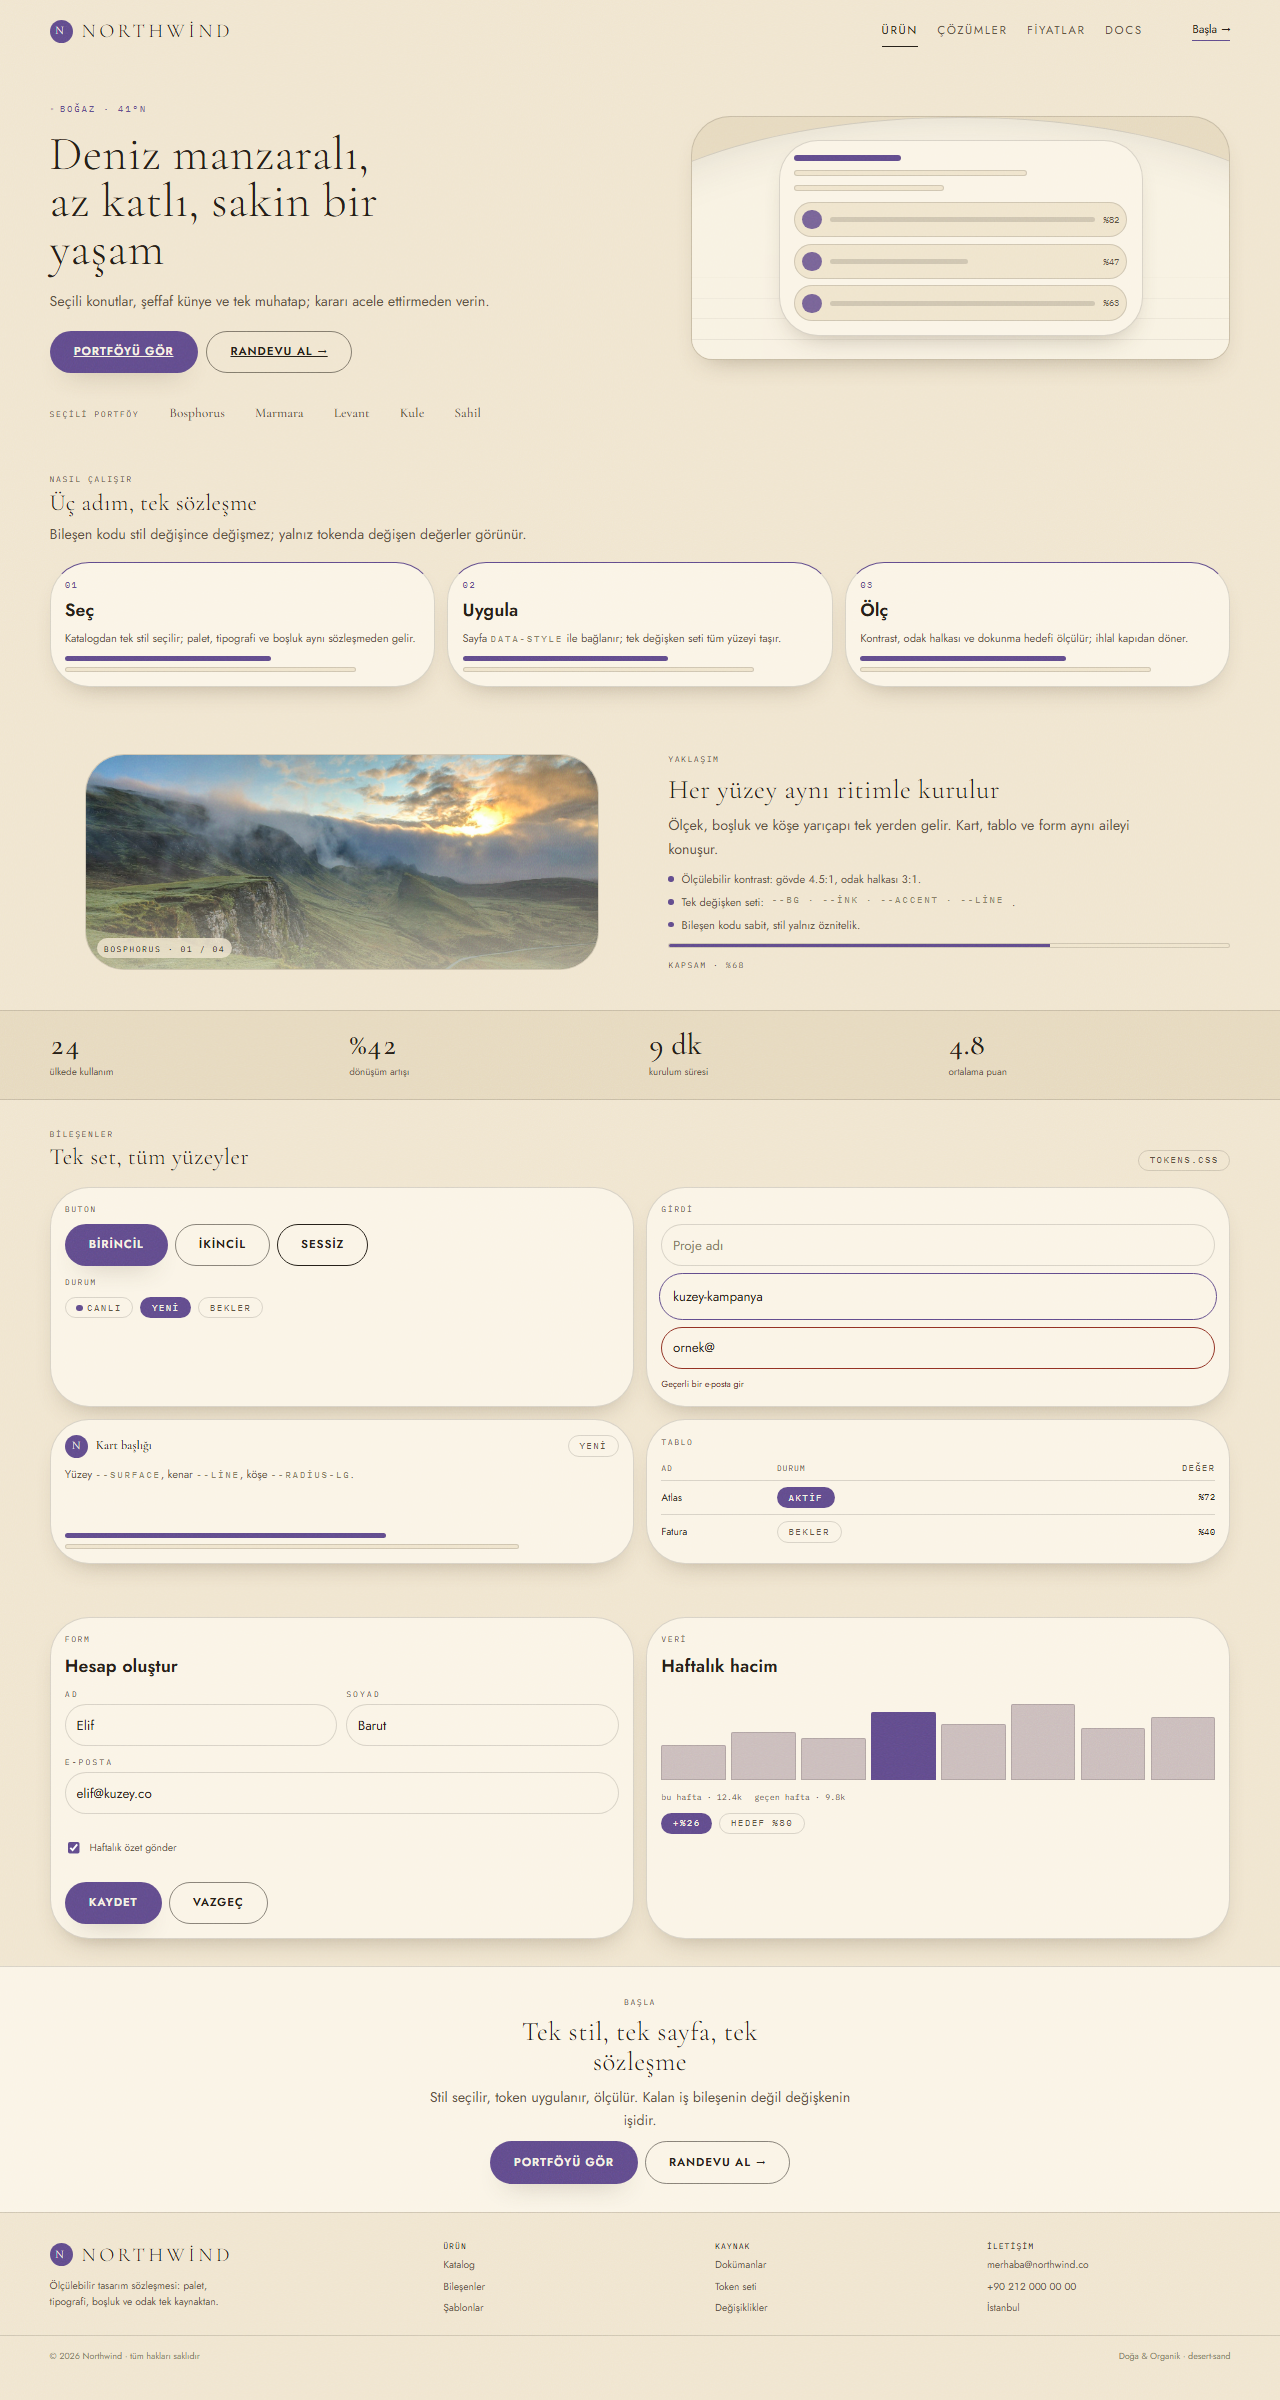 N NORTHWİND
ÜRÜN ÇÖZÜMLER FİYATLAR DOCS Başla →
· BOĞAZ · 41°N
Deniz manzaralı,
az katlı, sakin bir
yaşam
Seçili konutlar, şeffaf künye ve tek muhatap; kararı acele ettirmeden verin.
PORTFÖYÜ GÖR RANDEVU AL →
%82
%47
%63
SEÇİLİ PORTFÖY Bosphorus Marmara Levant Kule Sahil
NASIL ÇALIŞIR
Üç adım, tek sözleşme
Bileşen kodu stil değişince değişmez; yalnız tokenda değişen değerler görünür.
01
Seç
Katalogdan tek stil seçilir; palet, tipografi ve boşluk aynı sözleşmeden gelir.
02
Uygula
Sayfa DATA-STYLE ile bağlanır; tek değişken seti tüm yüzeyi taşır.
03
Ölç
Kontrast, odak halkası ve dokunma hedefi ölçülür; ihlal kapıdan döner.
BOSPHORUS · 01 / 04
YAKLAŞIM
Her yüzey aynı ritimle kurulur
Ölçek, boşluk ve köşe yarıçapı tek yerden gelir. Kart, tablo ve form aynı aileyi
konuşur.
Ölçülebilir kontrast: gövde 4.5:1, odak halkası 3:1.
Tek değişken seti: --BG · --İNK · --ACCENT · --LİNE .
Bileşen kodu sabit, stil yalnız öznitelik.
KAPSAM · %68
24
ülkede kullanım
%42
dönüşüm artışı
9 dk
kurulum süresi
4.8
ortalama puan
BİLEŞENLER
Tek set, tüm yüzeyler
TOKENS.CSS
BUTON
BİRİNCİL İKİNCİL SESSİZ
DURUM
CANLI YENİ BEKLER
GİRDİ
Proje adı
kuzey-kampanya
ornek@
Geçerli bir e-posta gir
N Kart başlığı YENİ
Yüzey --SURFACE, kenar --LİNE, köşe --RADİUS-LG.
TABLO
AD DURUM DEĞER
Atlas AKTİF %72
Fatura BEKLER %40
FORM
Hesap oluştur
AD SOYAD
Elif Barut
E-POSTA
elif@kuzey.co
Haftalık özet gönder
KAYDET VAZGEÇ
VERİ
Haftalık hacim
bu hafta · 12.4k geçen hafta · 9.8k
+%26 HEDEF %80
BAŞLA
Tek stil, tek sayfa, tek
sözleşme
Stil seçilir, token uygulanır, ölçülür. Kalan iş bileşenin değil değişkenin
işidir.
PORTFÖYÜ GÖR RANDEVU AL →
N NORTHWİND
Ölçülebilir tasarım sözleşmesi: palet,
tipografi, boşluk ve odak tek kaynaktan.
ÜRÜN
Katalog
Bileşenler
Şablonlar
KAYNAK
Dokümanlar
Token seti
Değişiklikler
İLETİŞİM
merhaba@northwind.co
+90 212 000 00 00
İstanbul
© 2026 Northwind · tüm hakları saklıdır
Doğa & Organik · desert-sand